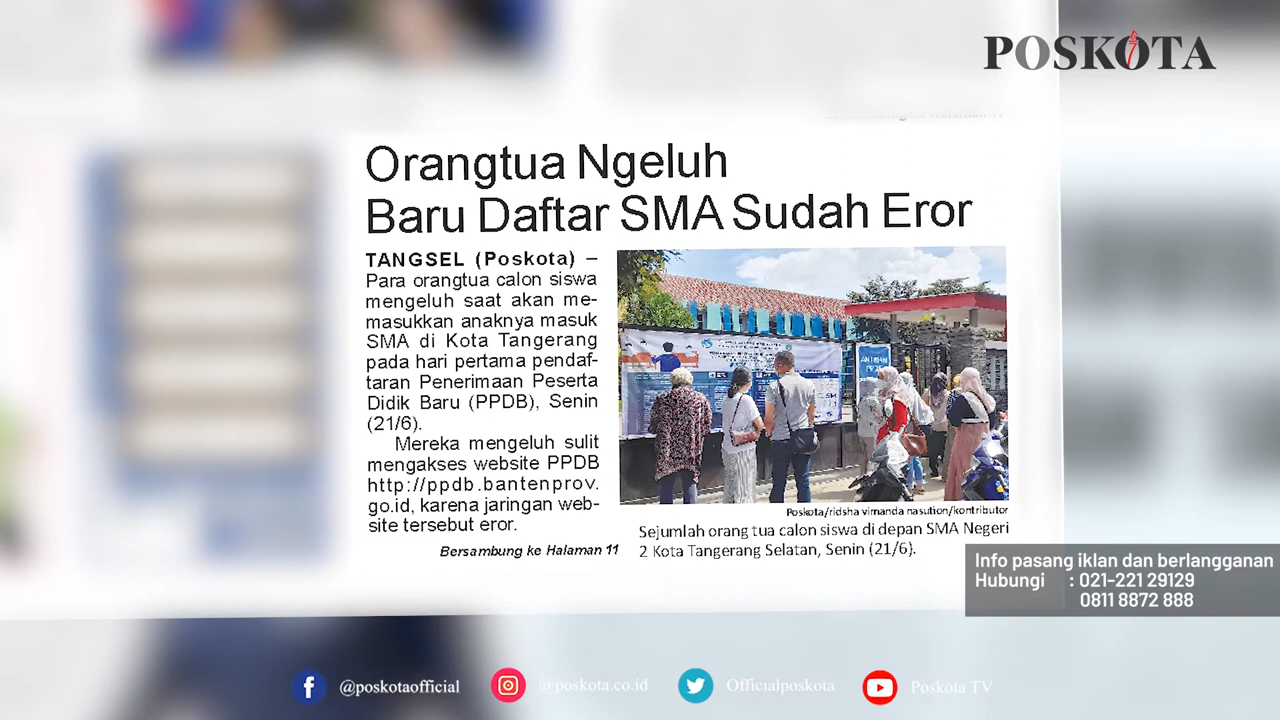 POSKOTA
Orangtua Ngeluh
Baru Daftar SMA Sudah Eror
TANGSEL (Poskota) –
Para orangtua calon siswa
mengeluh saat akan me-
masukkan anaknya masuk
SMA di Kota Tangerang
pada hari pertama pendaf-
taran Penerimaan Peserta
Didik Baru (PPDB), Senin
(21/6).
Mereka mengeluh sulit
mengakses website PPDB
http://ppdb.bantenprov.
go.id, karena jaringan web-
site tersebut eror.
Bersambung ke Halaman 11
ANTRIAN
Poskota/ridsha vimanda nasution/kontributor
Sejumlah orang tua calon siswa di depan SMA Negeri
2 Kota Tangerang Selatan, Senin (21/6).
Info pasang iklan dan berlangganan
Hubungi : 021-221 29129
0811 8872 888
@poskotaofficial
@poskota.co.id
Officialposkota
Poskota TV